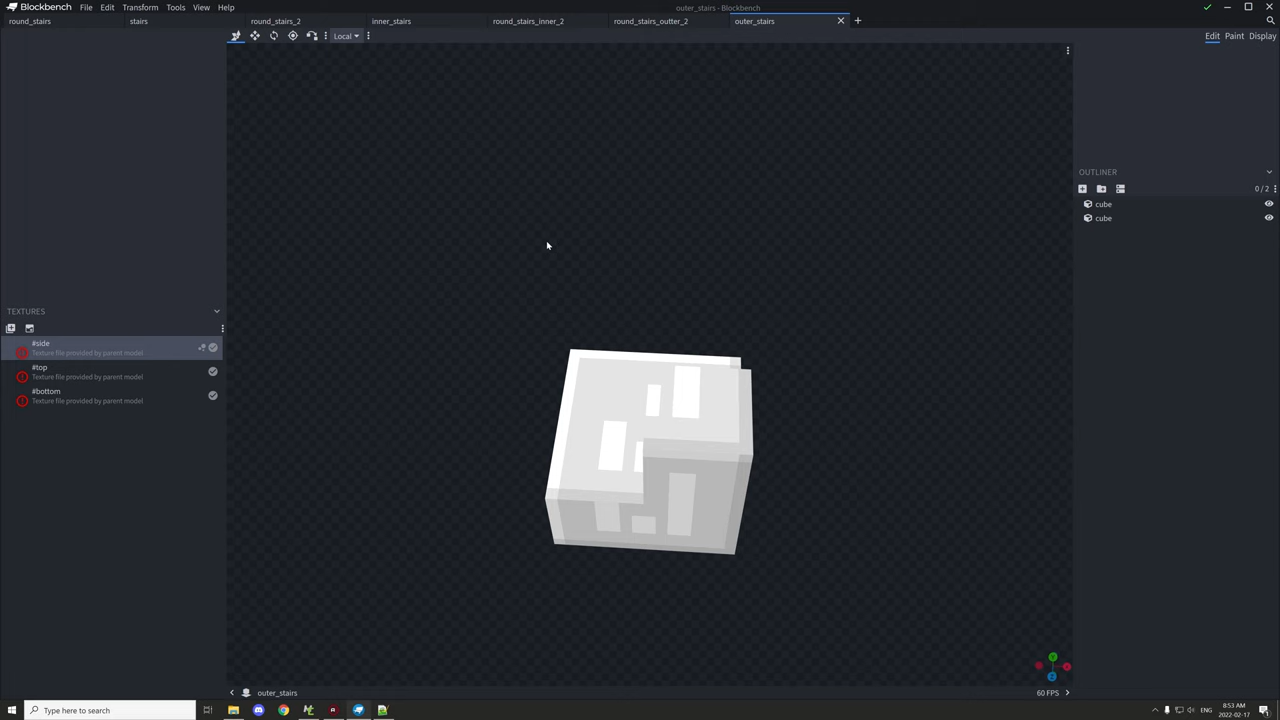 Blockbench File Edit Transform Tools View Help
outer_stairs - Blockbench
round_stairs stairs round_stairs_2 inner_stairs round_stairs_inner_2 round_stairs_outter_2 outer_stairs
Local
Edit Paint Display
OUTLINER
0 / 2
cube
cube
TEXTURES
#side
Texture file provided by parent model
#top
Texture file provided by parent model
#bottom
Texture file provided by parent model
Y
X
Z
outer_stairs
60 FPS
Type here to search
ENG
8:53 AM
2022-02-17